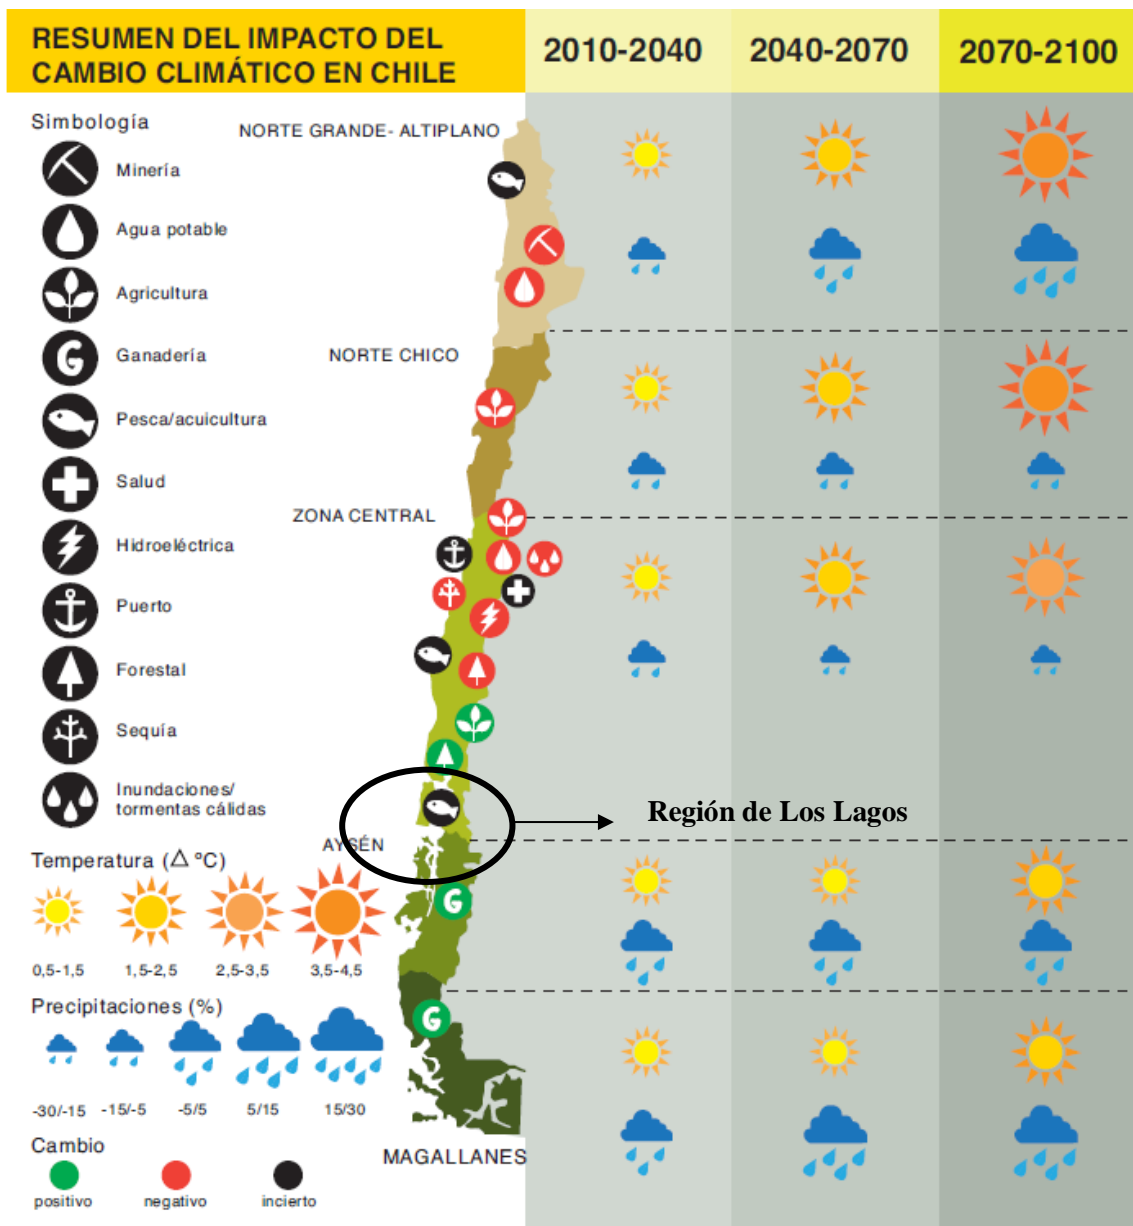 RESUMEN DEL IMPACTO DEL
CAMBIO CLIMÁTICO EN CHILE
2010-2040
2040-2070
2070-2100
Simbología
Minería
Agua potable
Agricultura
Ganadería
Pesca/acuicultura
Salud
Hidroeléctrica
Puerto
Forestal
Sequía
Inundaciones/
tormentas cálidas
NORTE GRANDE- ALTIPLANO
NORTE CHICO
ZONA CENTRAL
Región de Los Lagos
AYSÉN
MAGALLANES
Temperatura (△ ºC)
0,5-1,5
1,5-2,5
2,5-3,5
3,5-4,5
Precipitaciones (%)
-30/-15
-15/-5
-5/5
5/15
15/30
Cambio
positivo
negativo
incierto
G
G
G